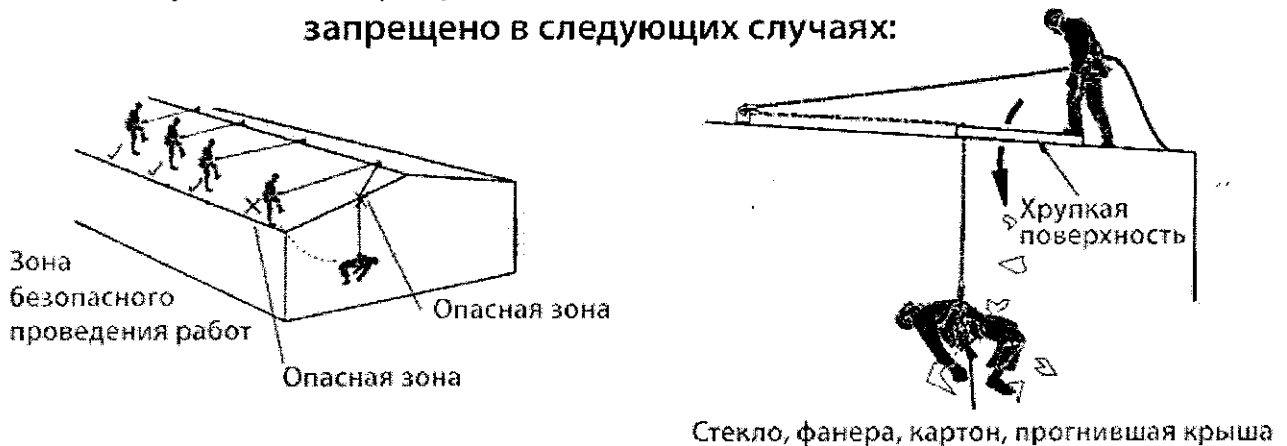 запрещено в следующих случаях:
Зона
безопасного
проведения работ
Опасная зона
Опасная зона
Хрупкая
поверхность
Стекло, фанера, картон, прогнившая крыша